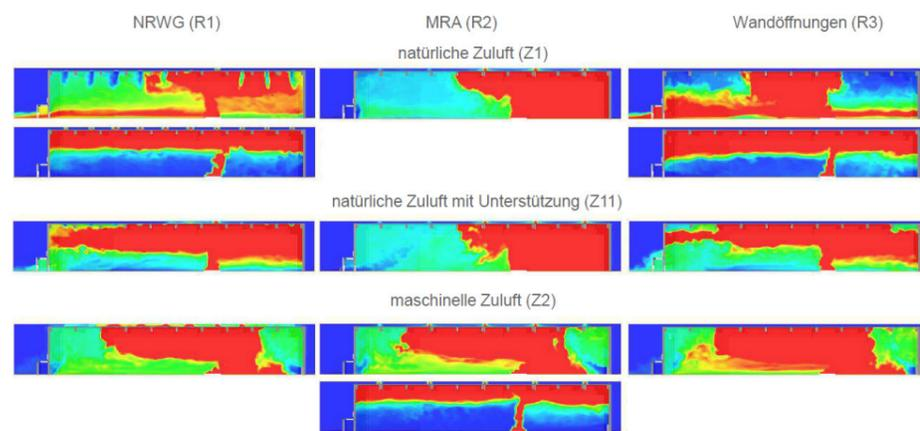 NRWG (R1)
MRA (R2)
Wandöffnungen (R3)
natürliche Zuluft (Z1)
natürliche Zuluft mit Unterstützung (Z11)
maschinelle Zuluft (Z2)